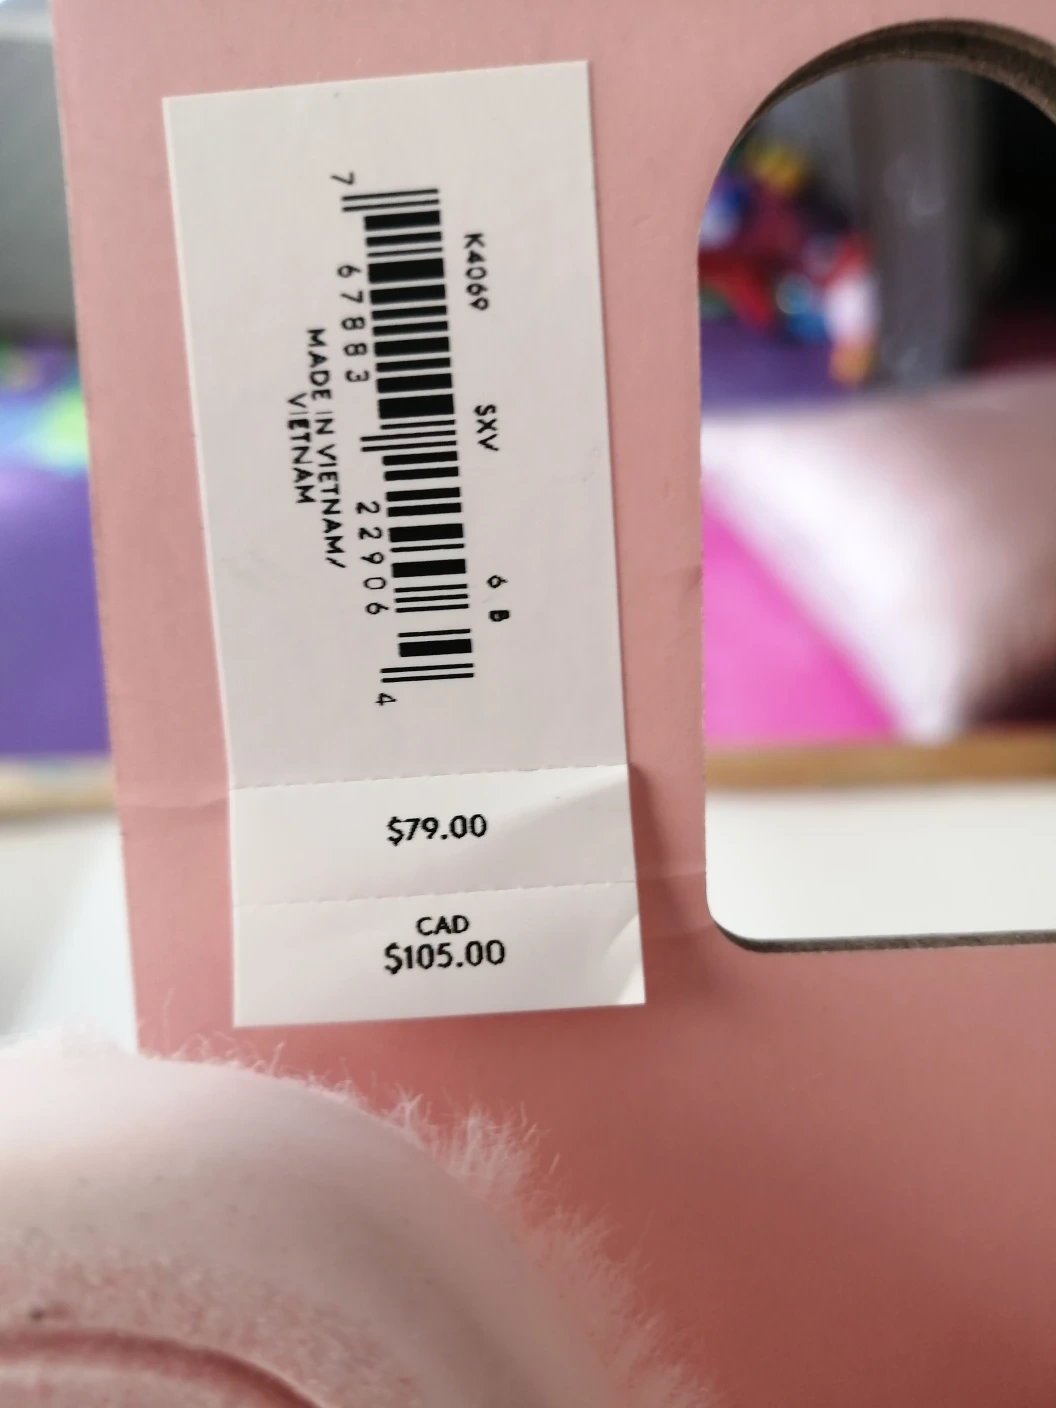 K4069 SXV 6 B
7 67883 22906 4
MADE IN VIETNAM/
VIETNAM
$79.00
CAD
$105.00